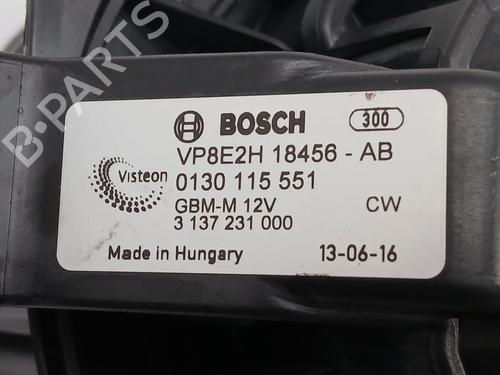 B-PARTS
BOSCH
300
VP8E2H 18456 - AB
Visteon
0130 115 551
GBM-M 12V
CW
3 137 231 000
Made in Hungary
13-06-16